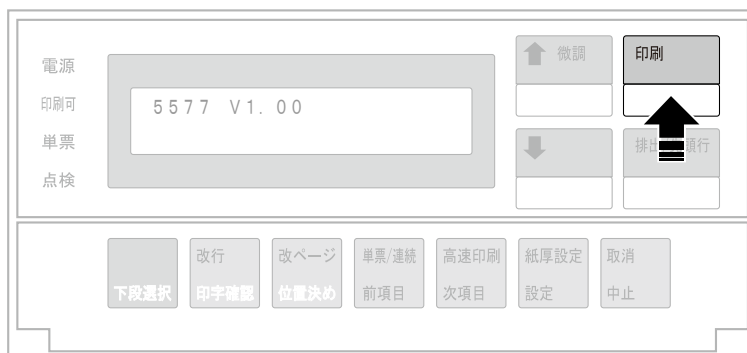 電源
印刷可
単票
点検
5577 V1.00
微調
印刷
排出
頭行
改行
改ページ
単票/連続
高速印刷
紙厚設定
取消
下段選択
印字確認
位置決め
前項目
次項目
設定
中止